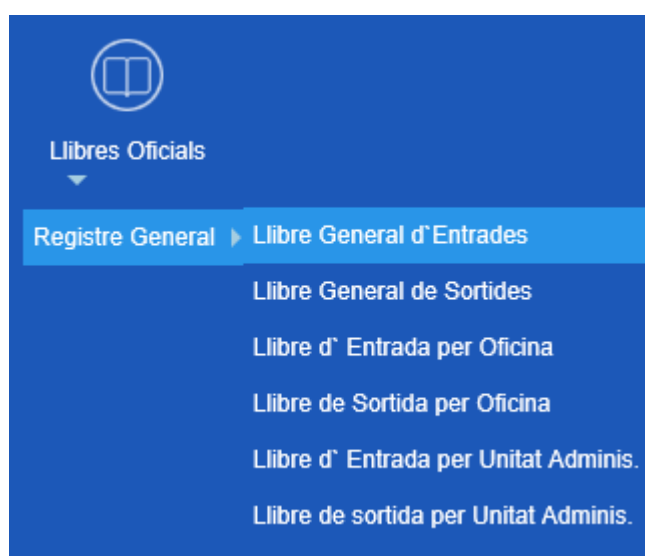 Llibres Oficials
Registre General
Llibre General d`Entrades
Llibre General de Sortides
Llibre d` Entrada per Oficina
Llibre de Sortida per Oficina
Llibre d` Entrada per Unitat Adminis.
Llibre de sortida per Unitat Adminis.